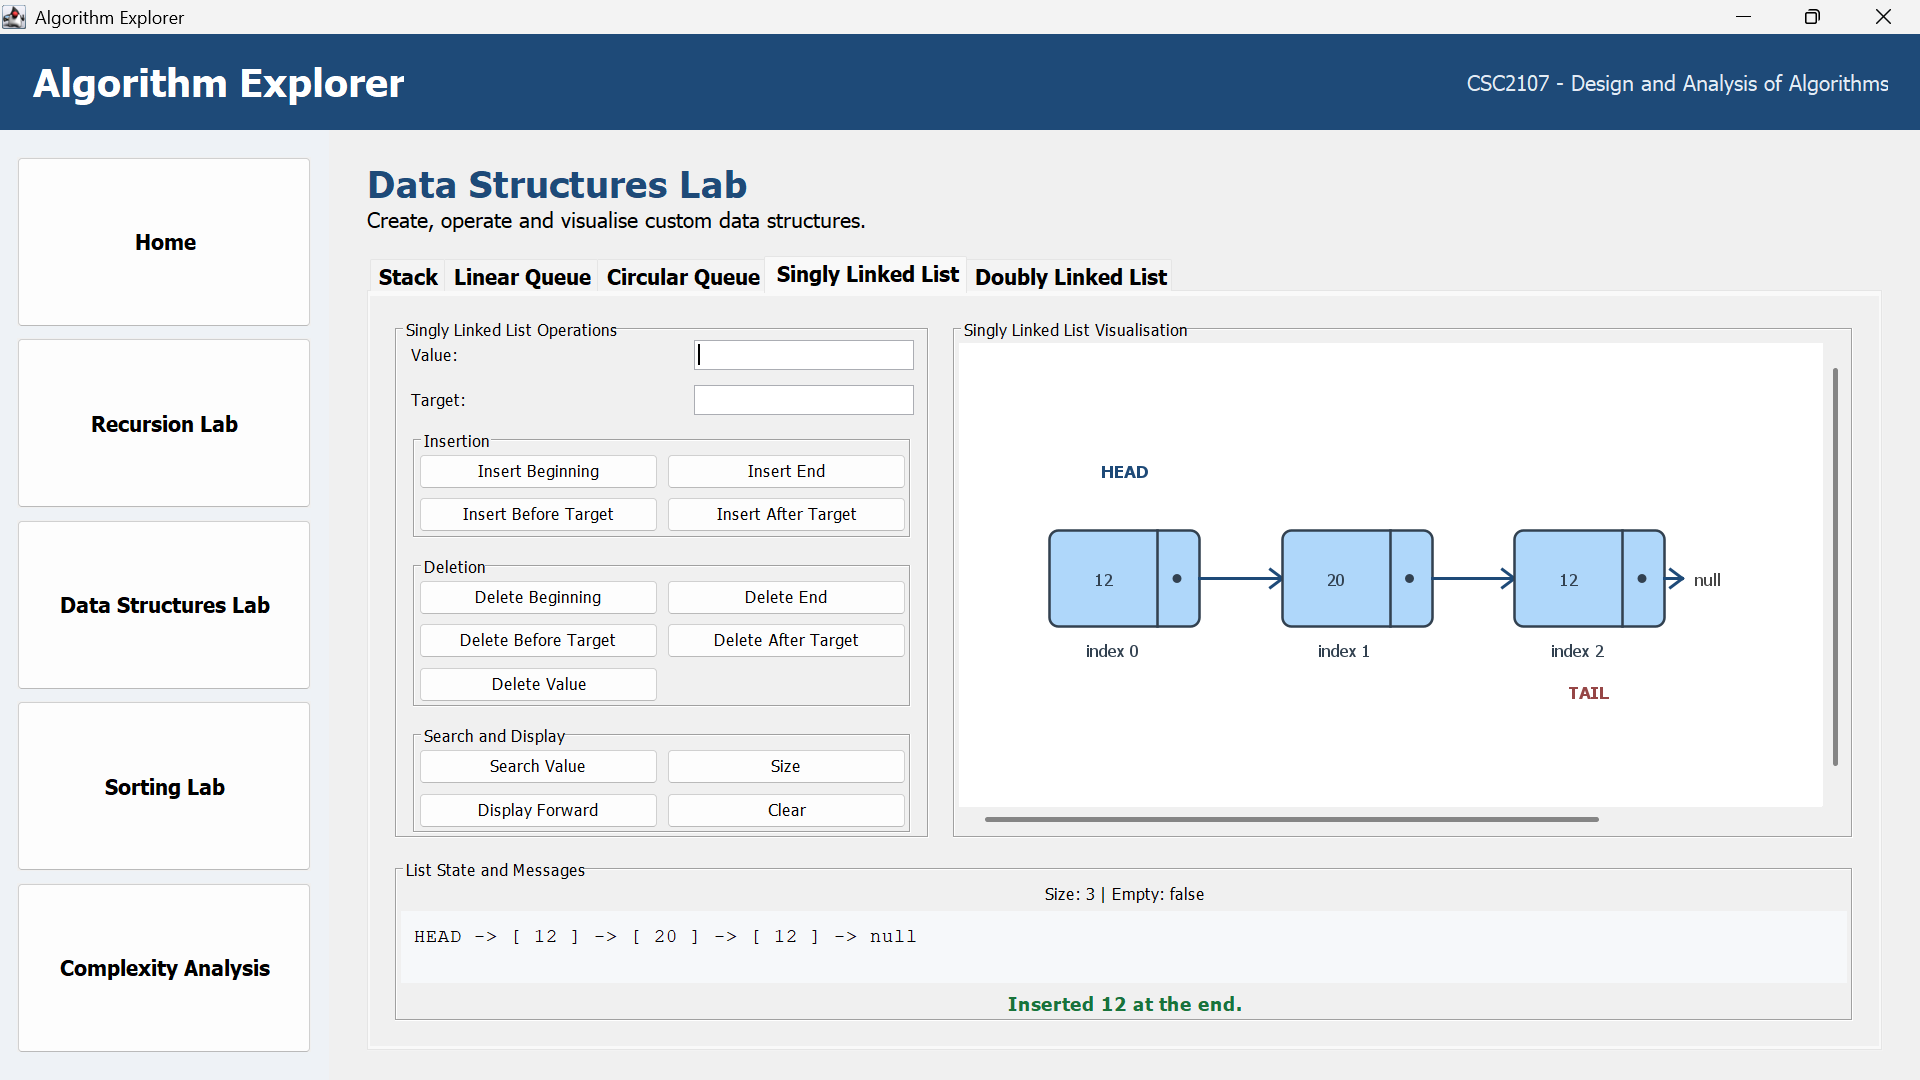 Algorithm Explorer
Algorithm Explorer
CSC2107 - Design and Analysis of Algorithms
Home
Recursion Lab
Data Structures Lab
Sorting Lab
Complexity Analysis
Data Structures Lab
Create, operate and visualise custom data structures.
Stack Linear Queue Circular Queue Singly Linked List Doubly Linked List
Singly Linked List Operations
Value:
Target:
Insertion
Insert Beginning Insert End
Insert Before Target Insert After Target
Deletion
Delete Beginning Delete End
Delete Before Target Delete After Target
Delete Value
Search and Display
Search Value Size
Display Forward Clear
Singly Linked List Visualisation
HEAD
12 20 12 null
index 0 index 1 index 2
TAIL
List State and Messages
Size: 3 | Empty: false
HEAD -> [ 12 ] -> [ 20 ] -> [ 12 ] -> null
Inserted 12 at the end.